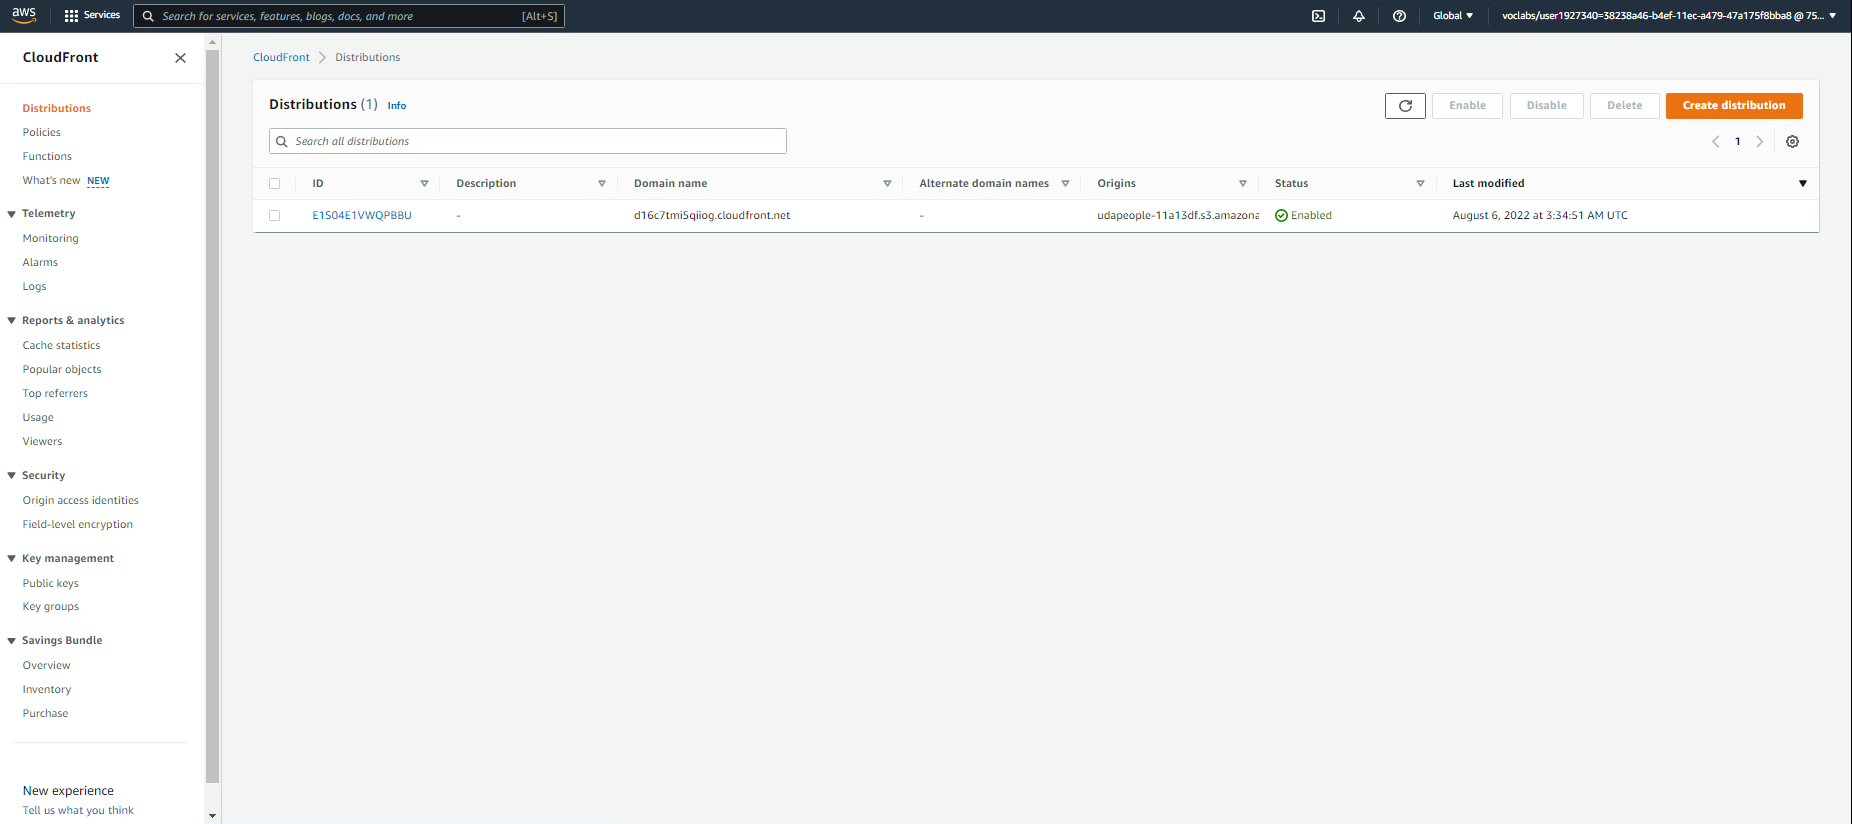 aws Services Search for services, features, blogs, docs, and more [Alt+S] Global voclabs/user1927340=38238a46-b4ef-11ec-a479-47a175f8bba8 @ 75...
CloudFront
Distributions
Policies
Functions
What's new NEW
Telemetry
Monitoring
Alarms
Logs
Reports & analytics
Cache statistics
Popular objects
Top referrers
Usage
Viewers
Security
Origin access identities
Field-level encryption
Key management
Public keys
Key groups
Savings Bundle
Overview
Inventory
Purchase
New experience
Tell us what you think
CloudFront > Distributions
Distributions (1) Info
Enable Disable Delete Create distribution
Search all distributions
1
ID Description Domain name Alternate domain names Origins Status Last modified
E1S04E1VWQPBBU - d16c7tmi5qiiog.cloudfront.net - udapeople-11a13df.s3.amazona Enabled August 6, 2022 at 3:34:51 AM UTC